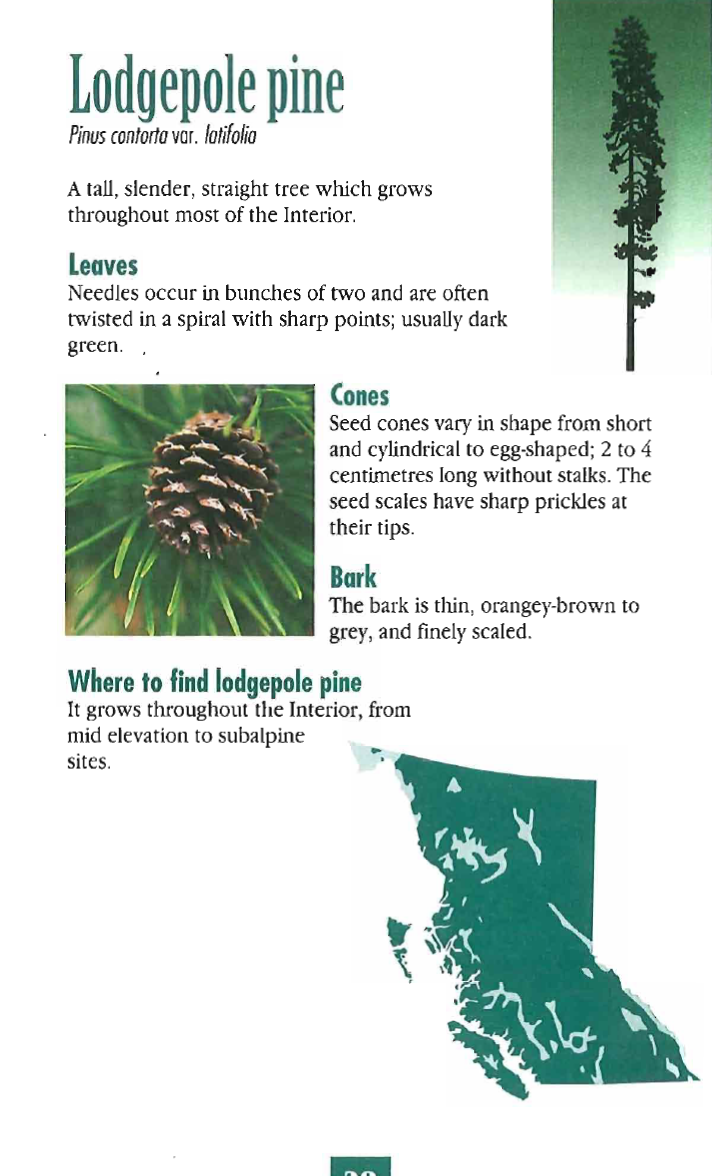 Lodgepole pine
Pinus contorta var. latifolia
A tall, slender, straight tree which grows
throughout most of the Interior.
Leaves
Needles occur in bunches of two and are often
twisted in a spiral with sharp points; usually dark
green.
Cones
Seed cones vary in shape from short
and cylindrical to egg-shaped; 2 to 4
centimetres long without stalks. The
seed scales have sharp prickles at
their tips.
Bark
The bark is thin, orangey-brown to
grey, and finely scaled.
Where to find lodgepole pine
It grows throughout the Interior, from
mid elevation to subalpine
sites.